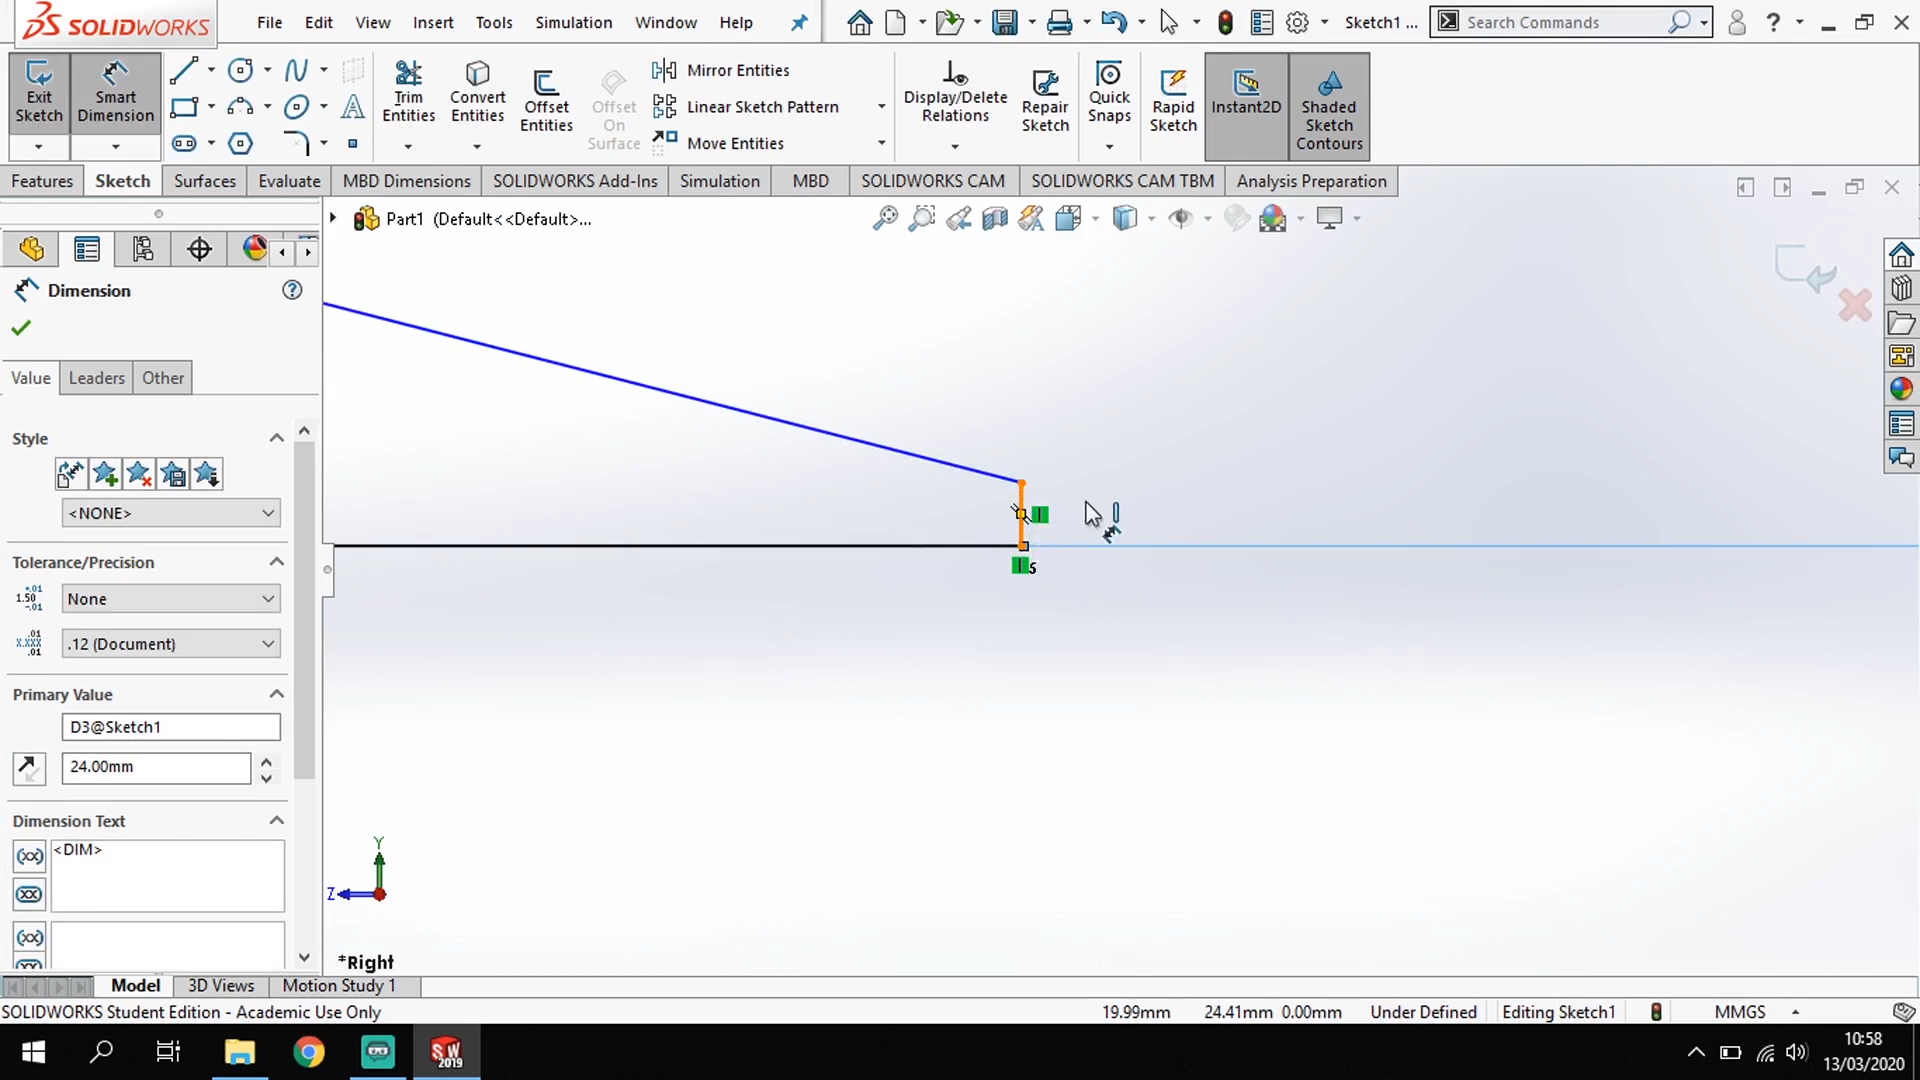 SOLIDWORKS File Edit View Insert Tools Simulation Window Help Sketch1 ... Search Commands ?
Exit Sketch
Smart Dimension
Trim Entities
Convert Entities
Offset Entities
Offset On Surface
Mirror Entities
Linear Sketch Pattern
Move Entities
Display/Delete Relations
Repair Sketch
Quick Snaps
Rapid Sketch
Instant2D
Shaded Sketch Contours
Features Sketch Surfaces Evaluate MBD Dimensions SOLIDWORKS Add-Ins Simulation MBD SOLIDWORKS CAM SOLIDWORKS CAM TBM Analysis Preparation
Part1 (Default<<Default>...
Dimension
Value Leaders Other
Style
<NONE>
Tolerance/Precision
None
.12 (Document)
Primary Value
D3@Sketch1
24.00mm
Dimension Text
<DIM>
5
Y
Z
*Right
Model 3D Views Motion Study 1
SOLIDWORKS Student Edition - Academic Use Only 19.99mm 24.41mm 0.00mm Under Defined Editing Sketch1 MMGS
SW 2019
10:58
13/03/2020